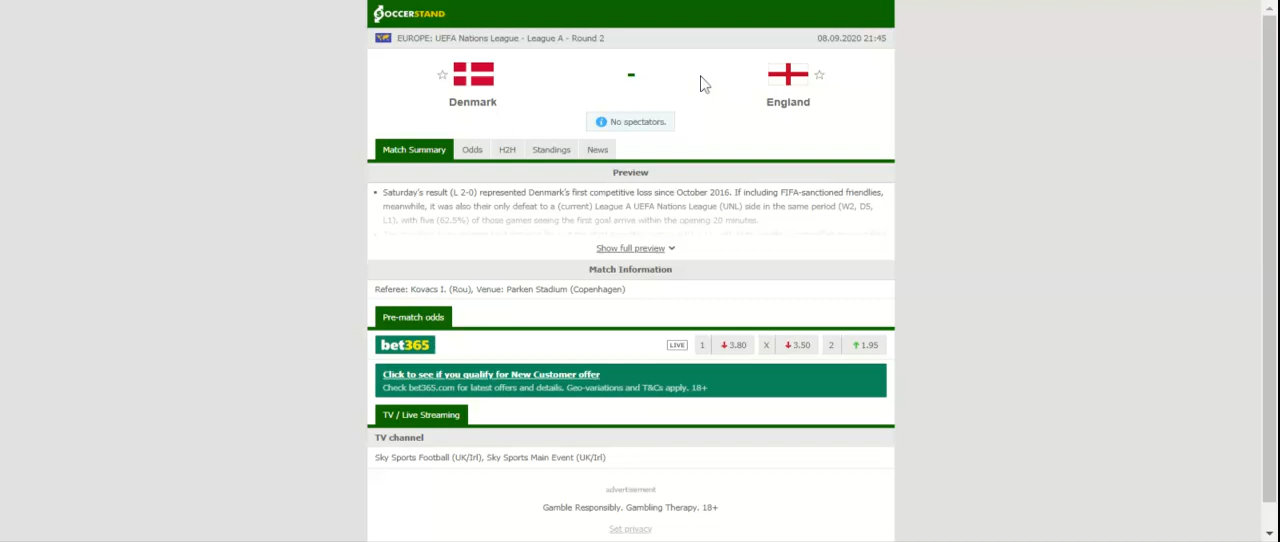 SOCCERSTAND
EUROPE: UEFA Nations League - League A - Round 2 08.09.2020 21:45
-
Denmark England
No spectators.
Match Summary Odds H2H Standings News
Preview
• Saturday's result (L 2-0) represented Denmark's first competitive loss since October 2016. If including FIFA-sanctioned friendlies,
meanwhile, it was also their only defeat to a (current) League A UEFA Nations League (UNL) side in the same period (W2, D5,
L1), with five (62.5%) of those games seeing the first goal arrive within the opening 20 minutes.
Show full preview
Match Information
Referee: Kovacs I. (Rou), Venue: Parken Stadium (Copenhagen)
Pre-match odds
bet365 LIVE 1 3.80 X 3.50 2 1.95
Click to see if you qualify for New Customer offer
Check bet365.com for latest offers and details. Geo-variations and T&Cs apply. 18+
TV / Live Streaming
TV channel
Sky Sports Football (UK/Irl), Sky Sports Main Event (UK/Irl)
advertisement
Gamble Responsibly. Gambling Therapy. 18+
Set privacy